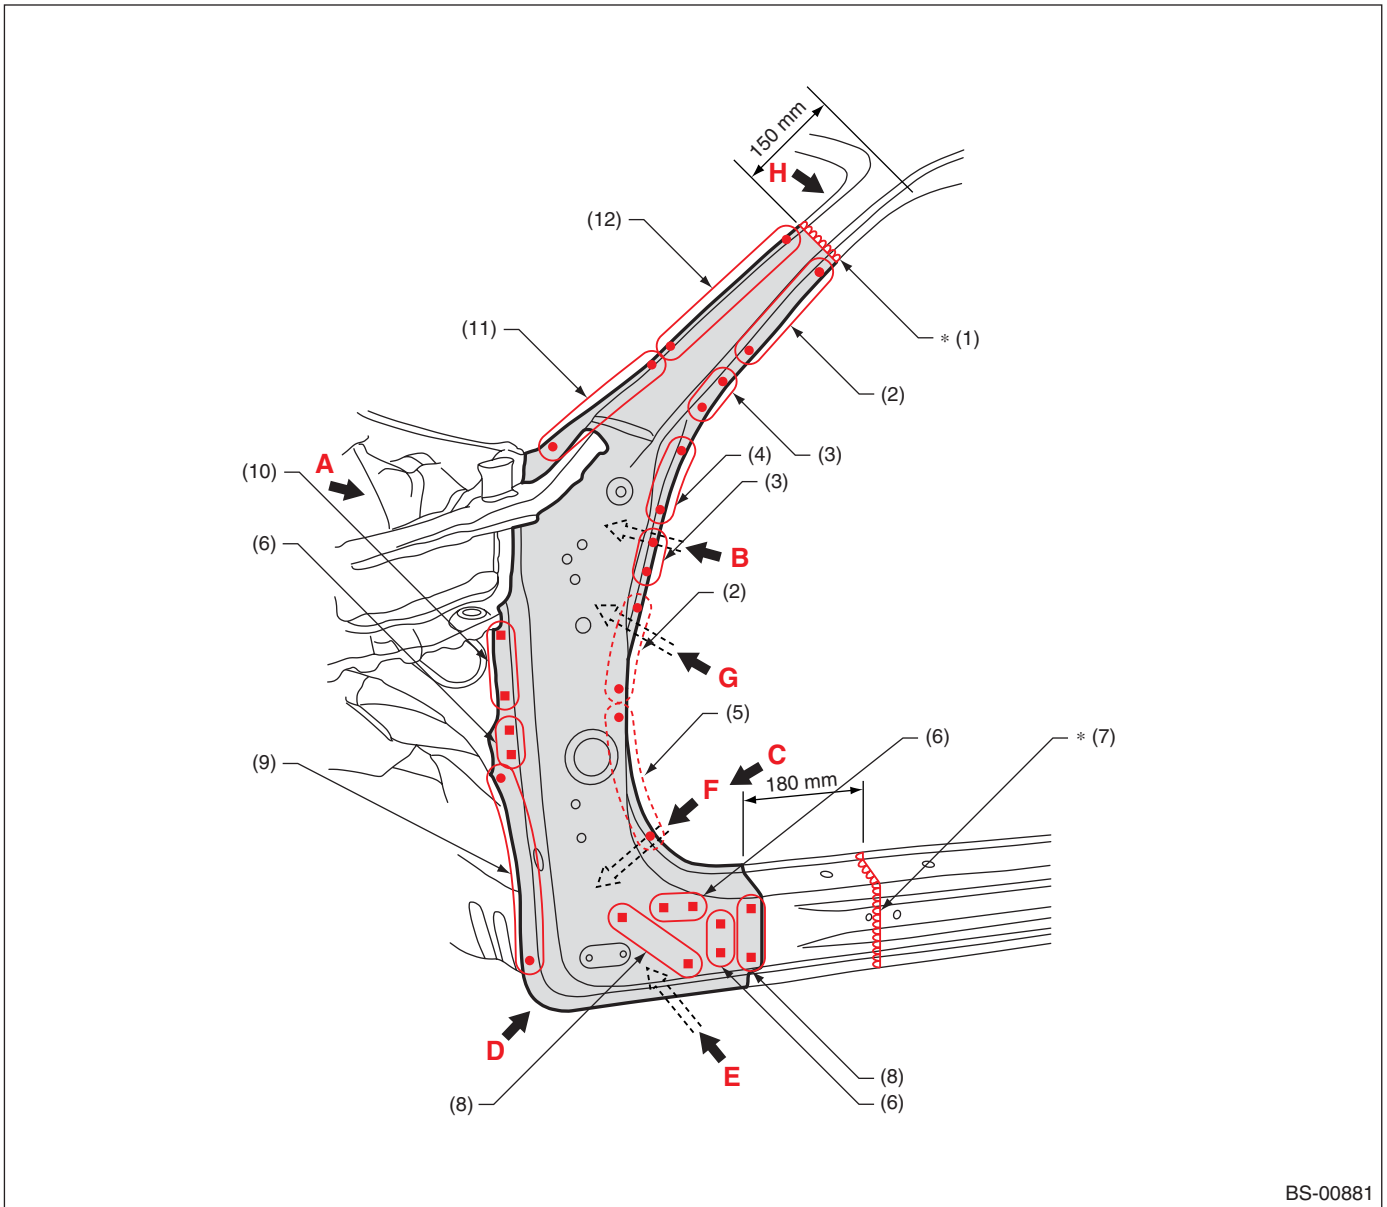 150 mm
H
(12)
(11)
* (1)
(2)
(3)
(4)
(3)
(10)
A
(6)
B
(2)
G
(5)
C
(6)
* (7)
(9)
F
180 mm
D
E
(8)
(8)
(6)
BS-00881